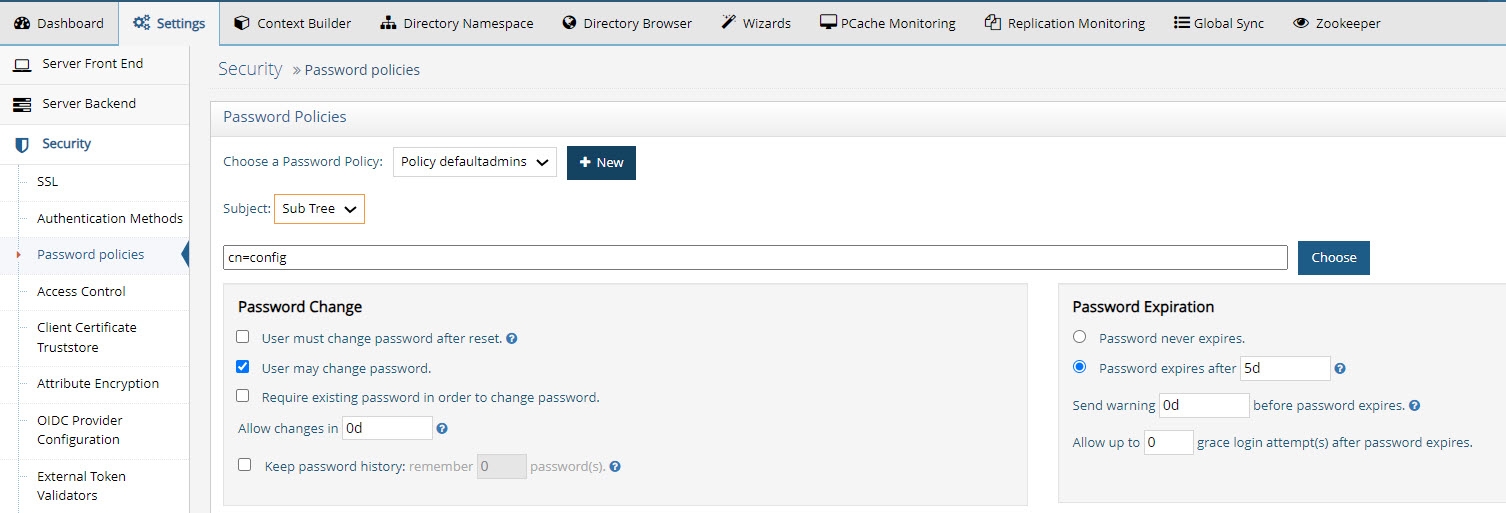 Dashboard Settings Context Builder Directory Namespace Directory Browser Wizards PCache Monitoring Replication Monitoring Global Sync Zookeeper
Server Front End
Server Backend
Security
SSL
Authentication Methods
Password policies
Access Control
Client Certificate
Truststore
Attribute Encryption
OIDC Provider
Configuration
External Token
Validators
Security » Password policies
Password Policies
Choose a Password Policy: Policy defaultadmins + New
Subject: Sub Tree
cn=config Choose
Password Change
User must change password after reset. ?
User may change password.
Require existing password in order to change password.
Allow changes in 0d ?
Keep password history: remember 0 password(s). ?
Password Expiration
Password never expires.
Password expires after 5d ?
Send warning 0d before password expires. ?
Allow up to 0 grace login attempt(s) after password expires.